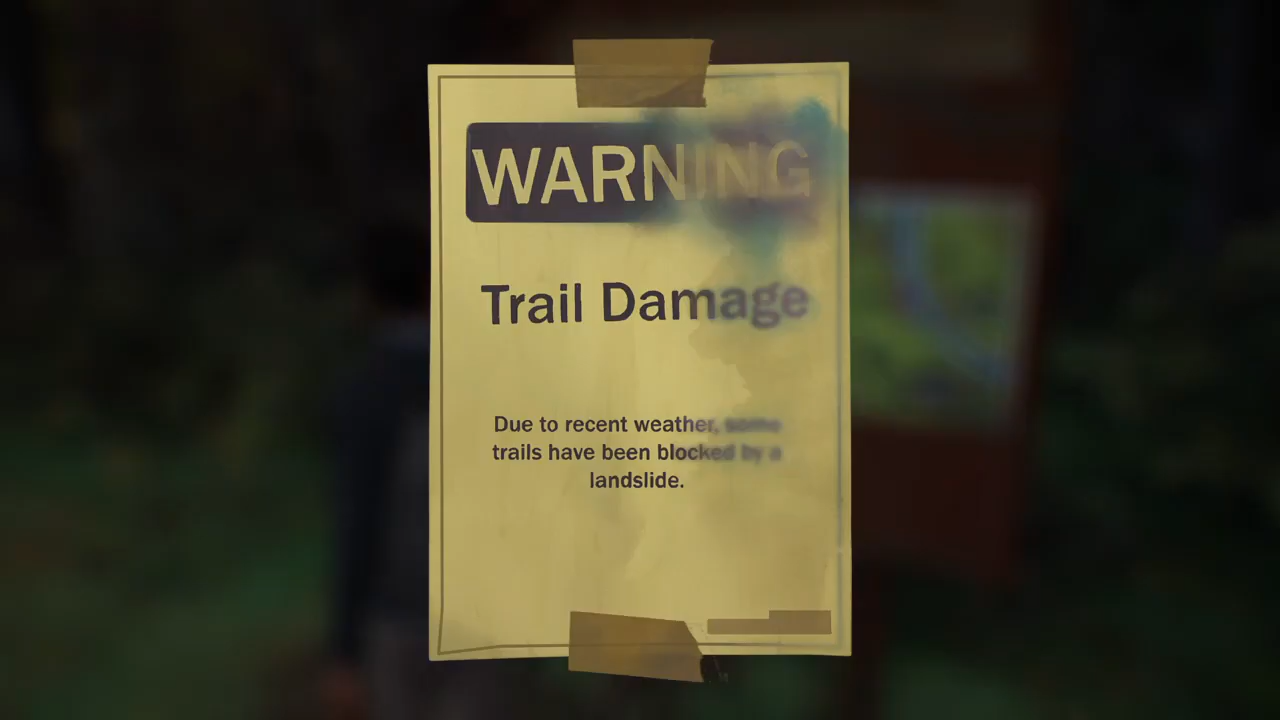 WARNING
Trail Damage
Due to recent weather, some
trails have been blocked by a
landslide.